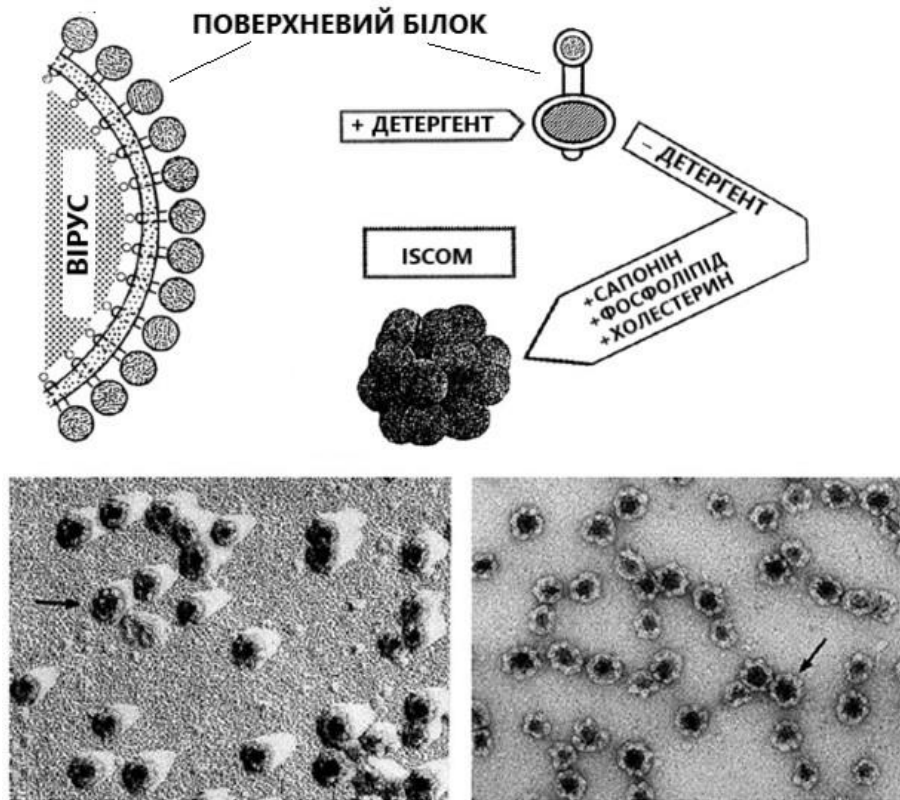 ПОВЕРХНЕВИЙ БІЛОК
+ ДЕТЕРГЕНТ
– ДЕТЕРГЕНТ
ВІРУС
ISCOM
+САПОНІН
+ФОСФОЛІПІД
+ХОЛЕСТЕРИН